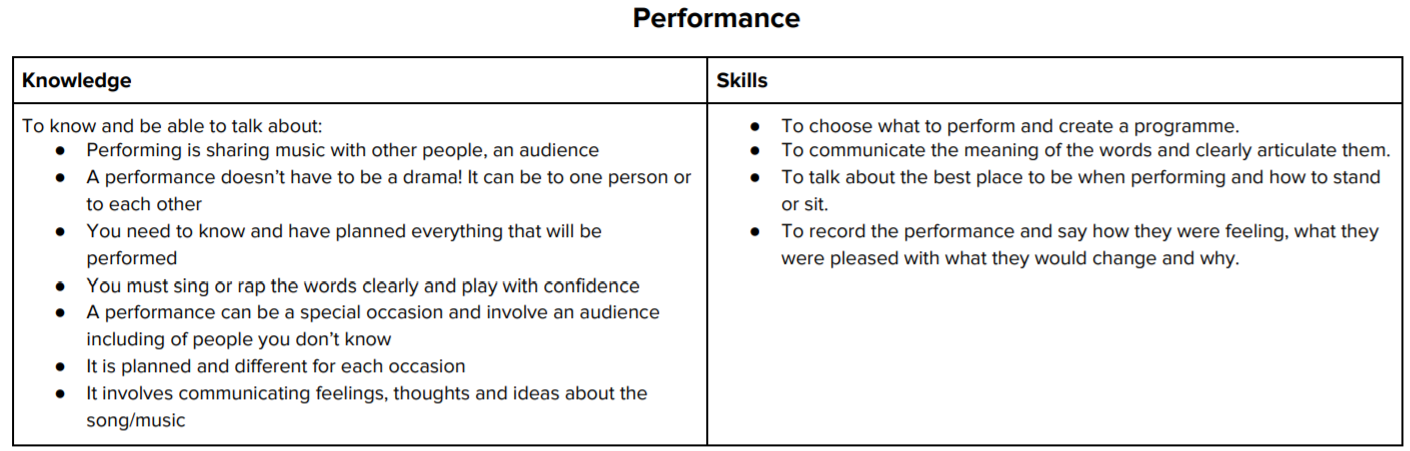 Performance
Knowledge
Skills
To know and be able to talk about:
● Performing is sharing music with other people, an audience
● A performance doesn’t have to be a drama! It can be to one person or
to each other
● You need to know and have planned everything that will be
performed
● You must sing or rap the words clearly and play with confidence
● A performance can be a special occasion and involve an audience
including of people you don’t know
● It is planned and different for each occasion
● It involves communicating feelings, thoughts and ideas about the
song/music
● To choose what to perform and create a programme.
● To communicate the meaning of the words and clearly articulate them.
● To talk about the best place to be when performing and how to stand
or sit.
● To record the performance and say how they were feeling, what they
were pleased with what they would change and why.